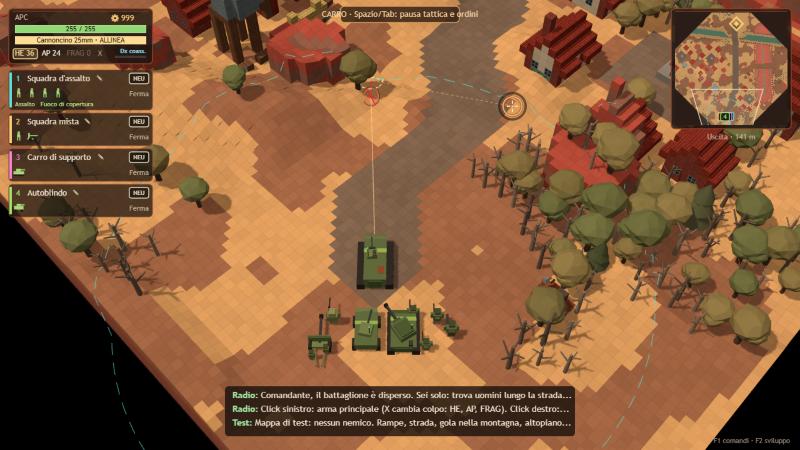 CARRO - Spazio/Tab: pausa tattica e ordini
APC 999
255 / 255
Cannoncino 25mm - ALLINEA
HE 36 AP 24 FRAG 0 X Dx coass.
1 Squadra d'assalto NEU
Ferma
Assalto Fuoco di copertura
2 Squadra mista NEU
Ferma
3 Carro di supporto NEU
Ferma
4 Autoblindo NEU
Ferma
4
Uscita · 141 m
Radio: Comandante, il battaglione è disperso. Sei solo: trova uomini lungo la strada...
Radio: Click sinistro: arma principale (X cambia colpo: HE, AP, FRAG). Click destro:...
Test: Mappa di test: nessun nemico. Rampe, strada, gola nella montagna, altopiano...
F1 comandi · F2 sviluppo